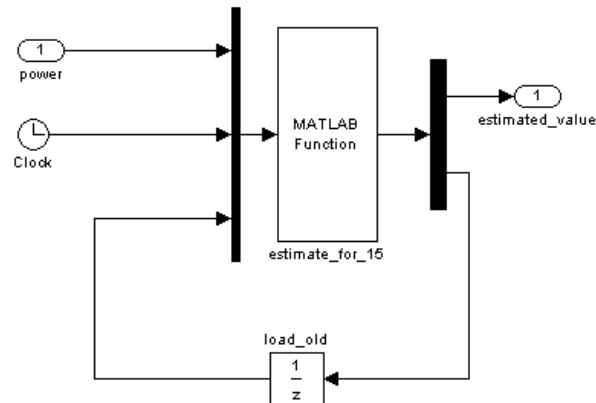 1
power
Clock
MATLAB
Function
estimate_for_15
1
estimated_value
load_old
1
z